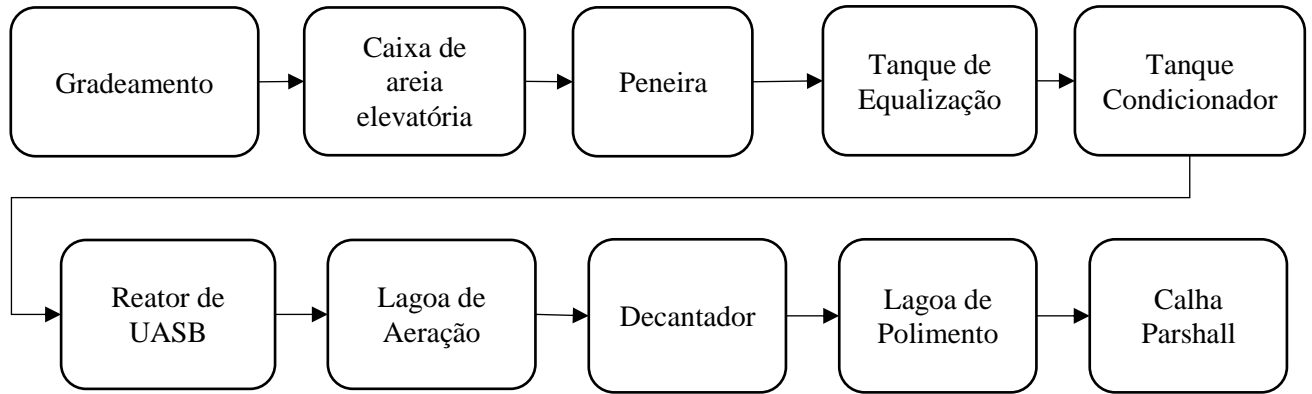 Gradeamento
Caixa de
areia
elevatória
Peneira
Tanque de
Equalização
Tanque
Condicionador
Reator de
UASB
Lagoa de
Aeração
Decantador
Lagoa de
Polimento
Calha
Parshall